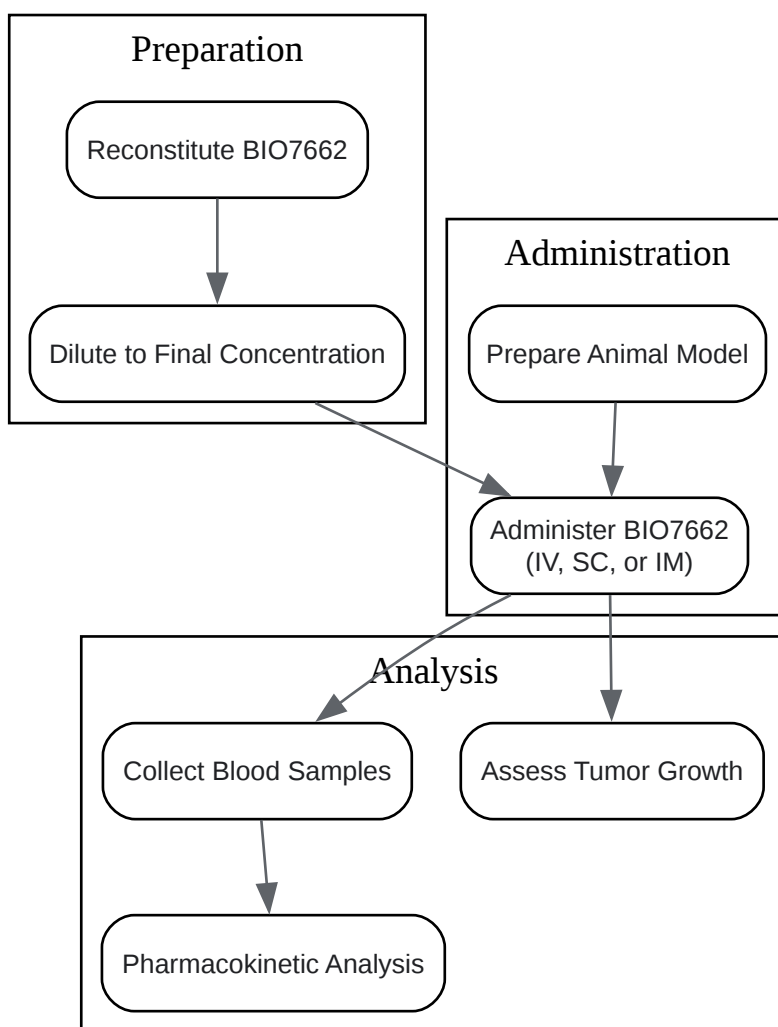 Preparation
Reconstitute BIO7662
Dilute to Final Concentration
Administration
Prepare Animal Model
Administer BIO7662
(IV, SC, or IM)
Analysis
Collect Blood Samples
Assess Tumor Growth
Pharmacokinetic Analysis